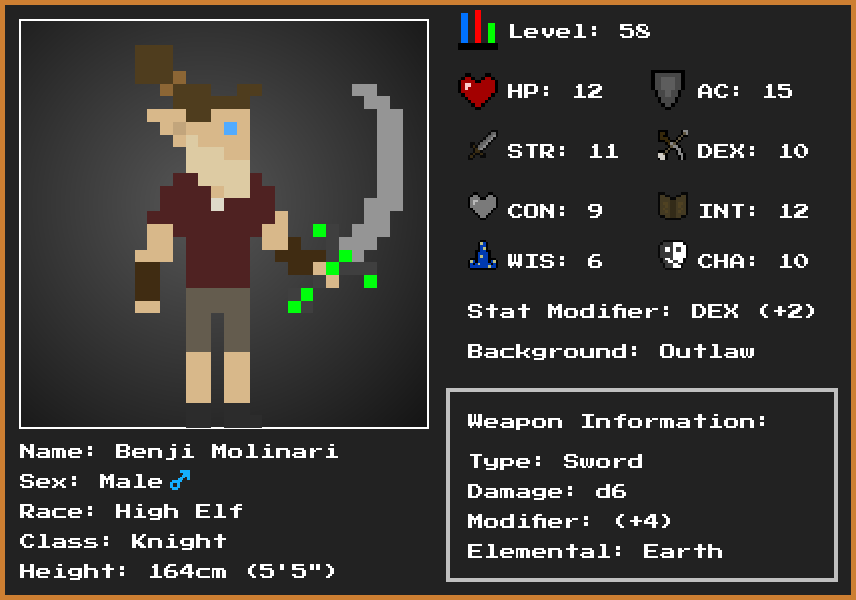 Level: 58
HP: 12
AC: 15
STR: 11
DEX: 10
CON: 9
INT: 12
WIS: 6
CHA: 10
Stat Modifier: DEX (+2)
Background: Outlaw
Weapon Information:
Type: Sword
Damage: d6
Modifier: (+4)
Elemental: Earth
Name: Benji Molinari
Sex: Male ♂
Race: High Elf
Class: Knight
Height: 164cm (5'5")